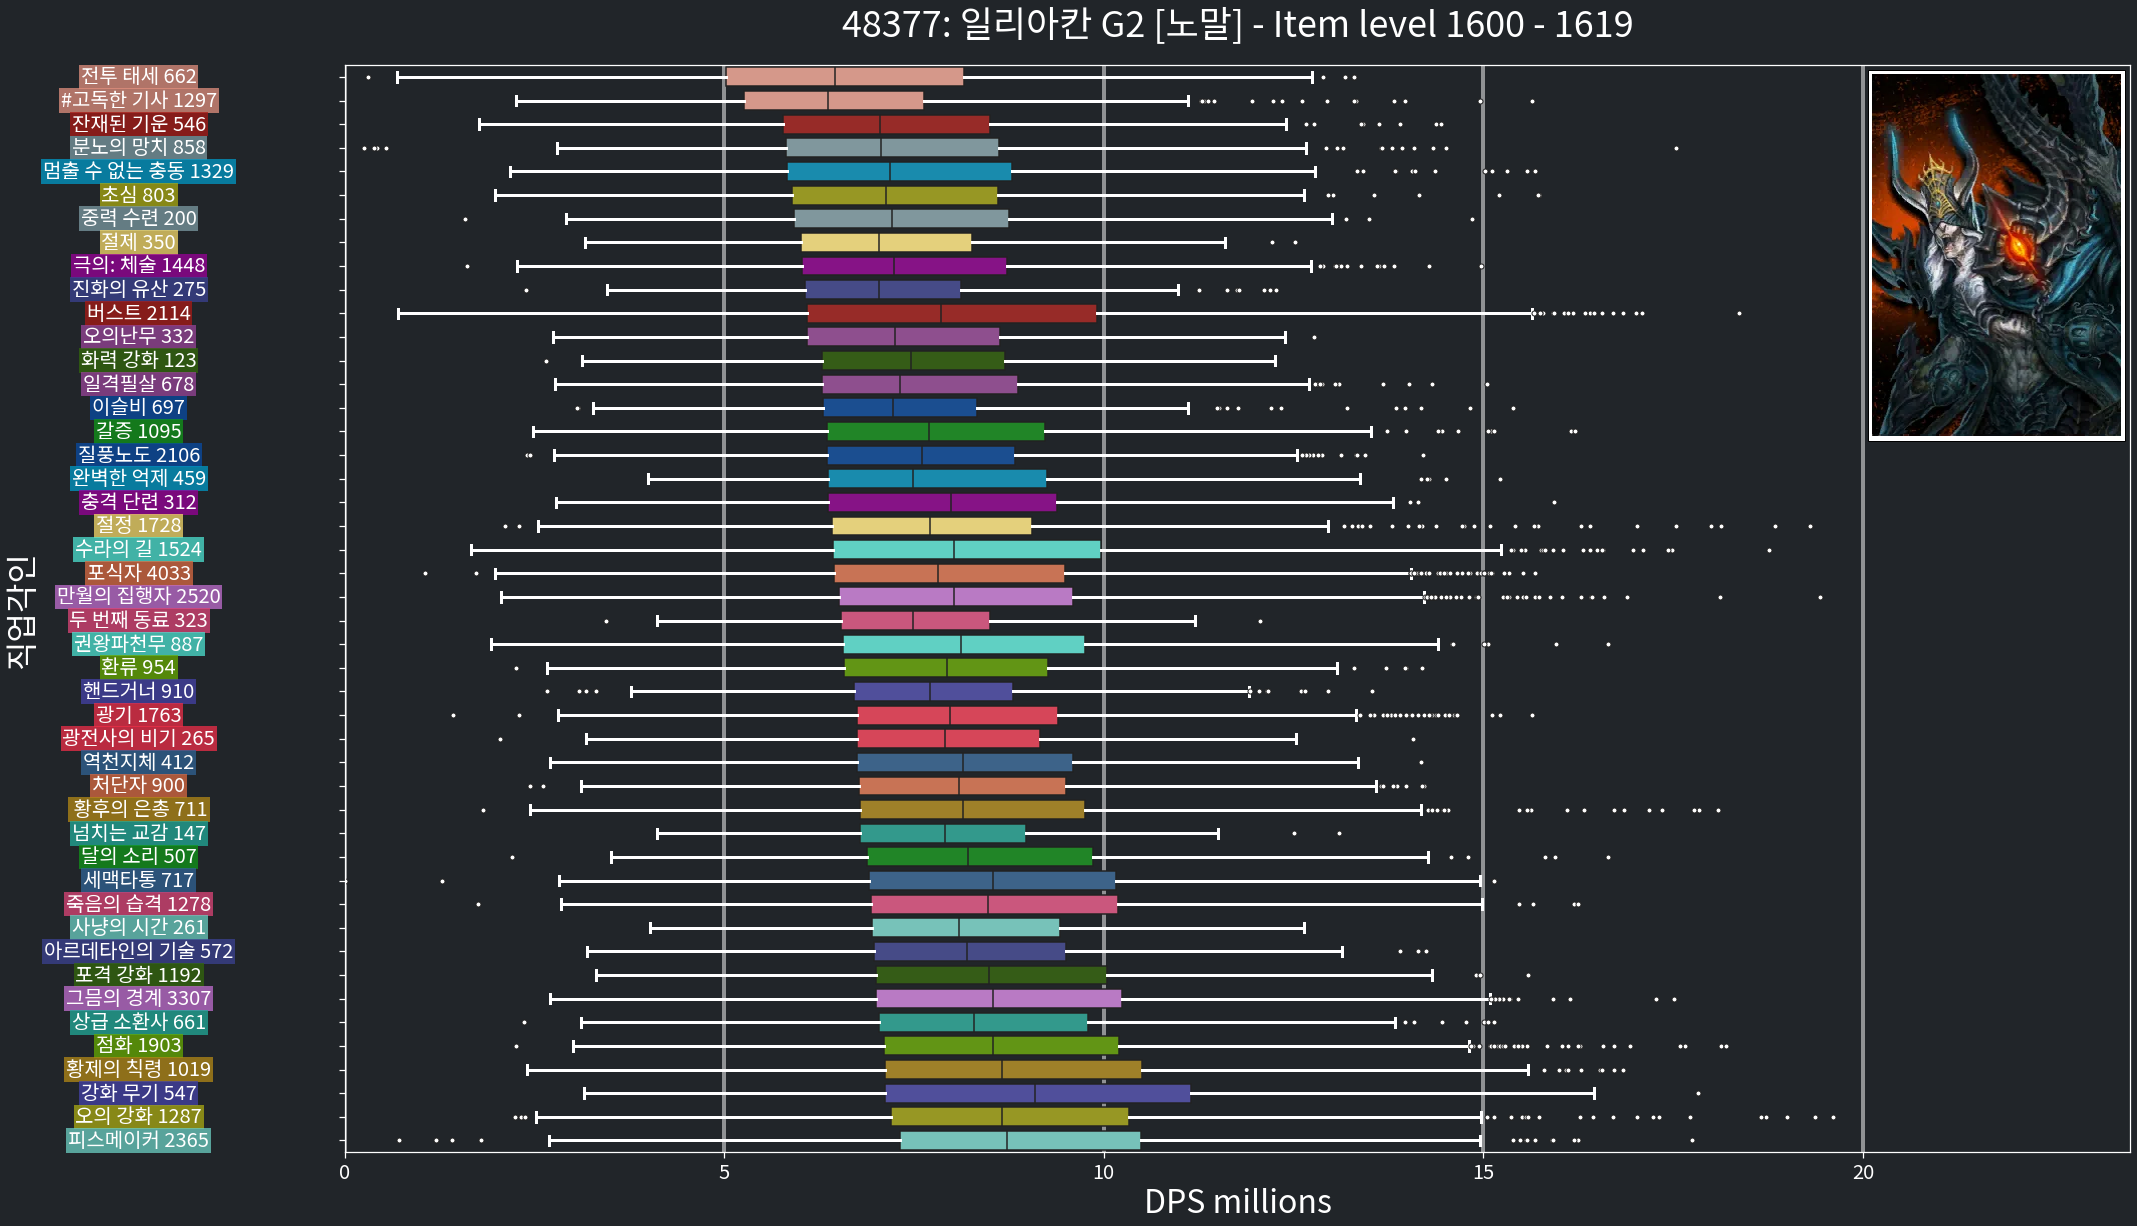 48377: 일리아칸 G2 [노말] - Item level 1600 - 1619
전투 태세 662
#고독한 기사 1297
잔재된 기운 546
분노의 망치 858
멈출 수 없는 충동 1329
초심 803
중력 수련 200
절제 350
극의: 체술 1448
진화의 유산 275
버스트 2114
오의난무 332
화력 강화 123
일격필살 678
이슬비 697
갈증 1095
질풍노도 2106
완벽한 억제 459
충격 단련 312
절정 1728
수라의 길 1524
포식자 4033
만월의 집행자 2520
두 번째 동료 323
권왕파천무 887
환류 954
핸드거너 910
광기 1763
광전사의 비기 265
역천지체 412
처단자 900
황후의 은총 711
넘치는 교감 147
달의 소리 507
세맥타통 717
죽음의 습격 1278
사냥의 시간 261
아르데타인의 기술 572
포격 강화 1192
그믐의 경계 3307
상급 소환사 661
점화 1903
황제의 칙령 1019
강화 무기 547
오의 강화 1287
피스메이커 2365
직업각인
0 5 10 15 20
DPS millions